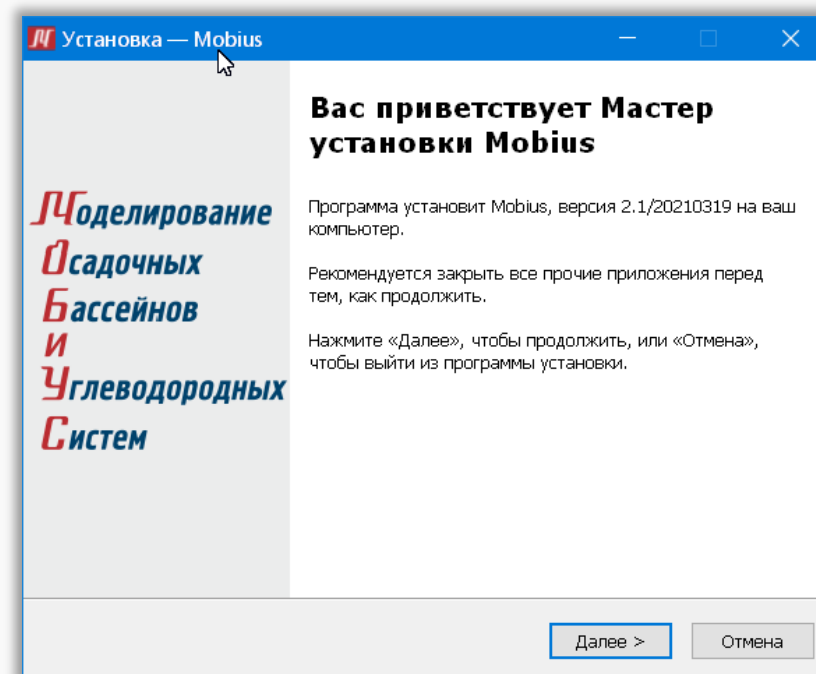 Установка — Mobius
Вас приветствует Мастер
установки Mobius
Программа установит Mobius, версия 2.1/20210319 на ваш
компьютер.
Рекомендуется закрыть все прочие приложения перед
тем, как продолжить.
Нажмите «Далее», чтобы продолжить, или «Отмена»,
чтобы выйти из программы установки.
Моделирование
Осадочных
Бассейнов
И
Углеводородных
Систем
Далее >
Отмена